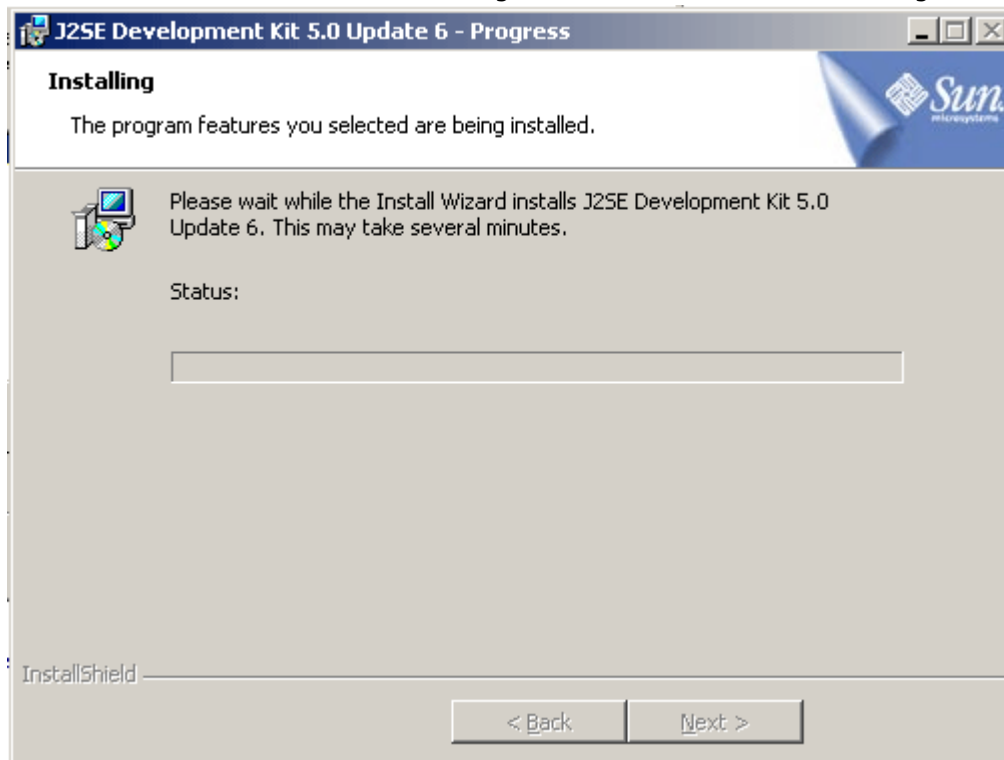 J2SE Development Kit 5.0 Update 6 - Progress
Installing
The program features you selected are being installed.
Sun
microsystems
Please wait while the Install Wizard installs J2SE Development Kit 5.0
Update 6. This may take several minutes.
Status:
InstallShield
< Back
Next >